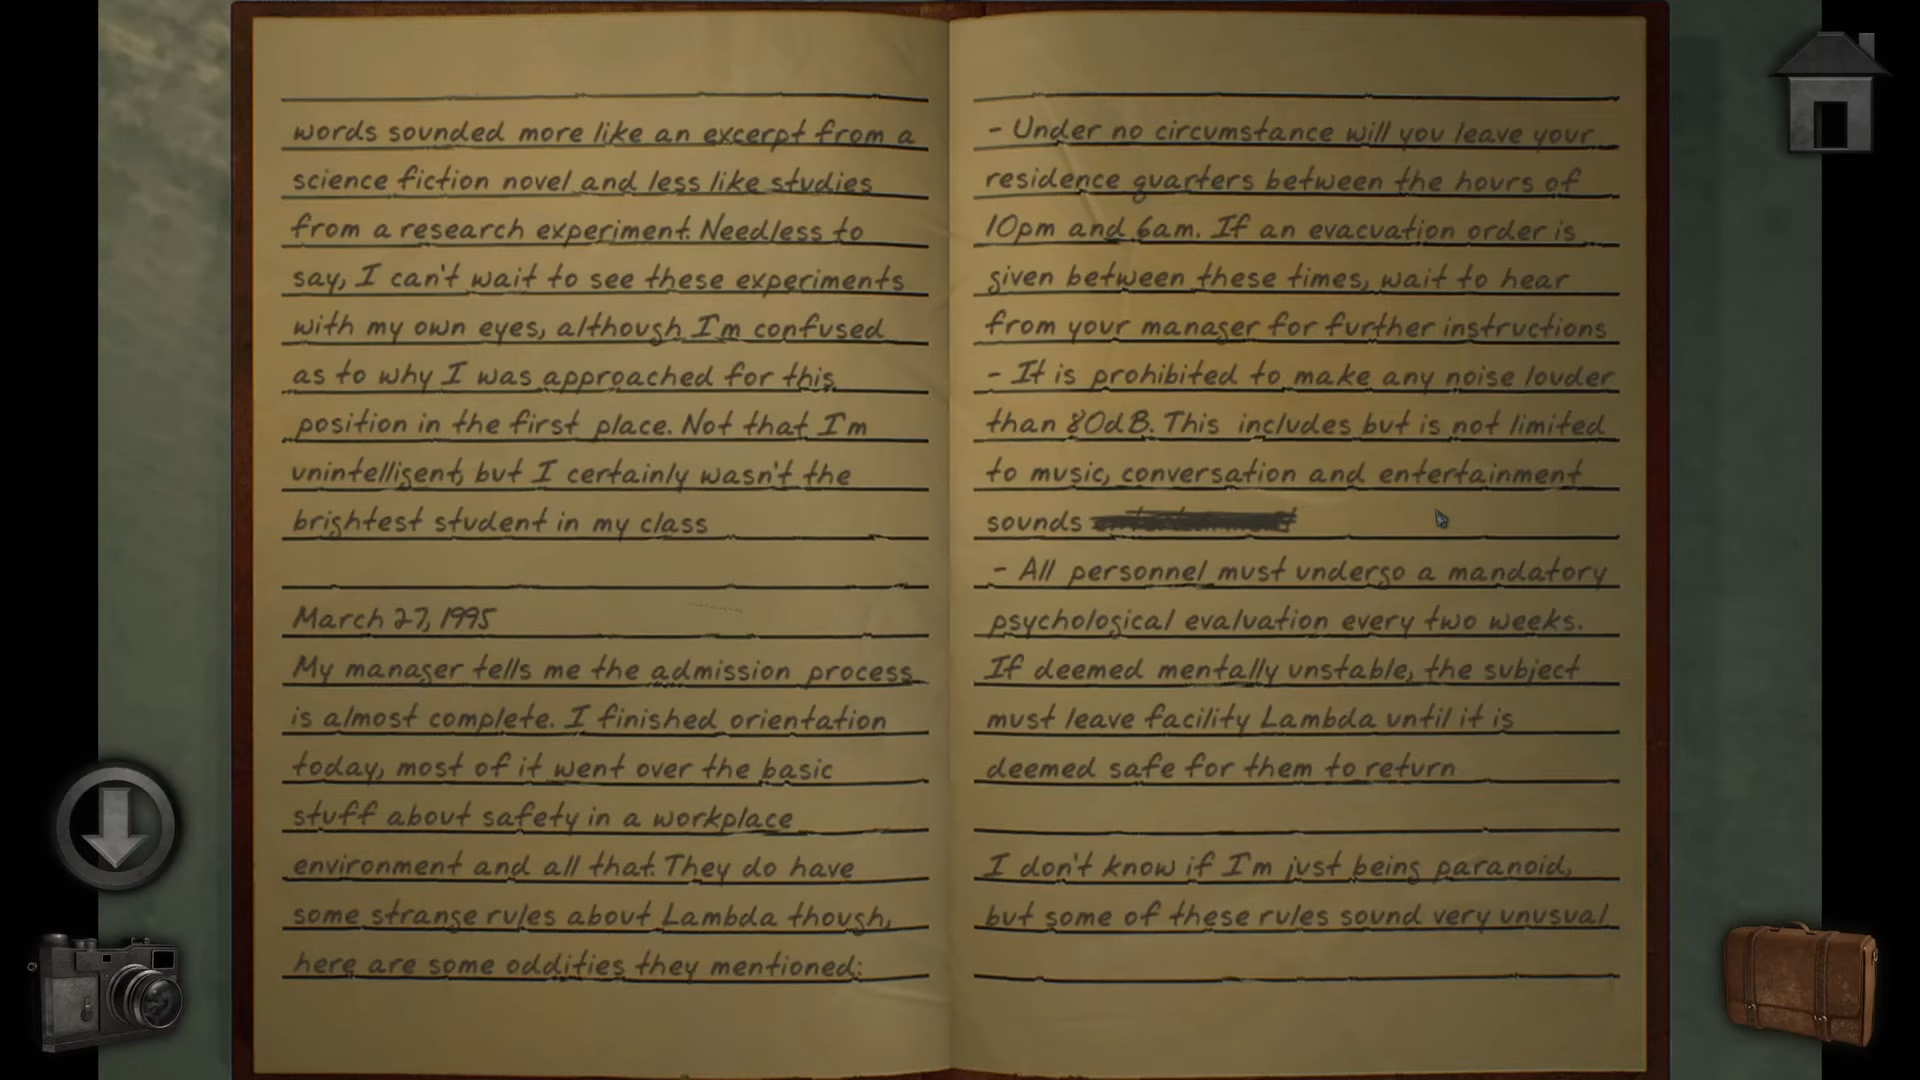 words sounded more like an excerpt from a
science fiction novel and less like studies
from a research experiment. Needless to
say, I can't wait to see these experiments
with my own eyes, although I'm confused
as to why I was approached for this
position in the first place. Not that I'm
unintelligent, but I certainly wasn't the
brightest student in my class
March 27, 1995
My manager tells me the admission process
is almost complete. I finished orientation
today, most of it went over the basic
stuff about safety in a workplace
environment and all that. They do have
some strange rules about Lambda though,
here are some oddities they mentioned:
- Under no circumstance will you leave your
residence quarters between the hours of
10pm and 6am. If an evacuation order is
given between these times, wait to hear
from your manager for further instructions
- It is prohibited to make any noise louder
than 80dB. This includes but is not limited
to music, conversation and entertainment
sounds
- All personnel must undergo a mandatory
psychological evaluation every two weeks.
If deemed mentally unstable, the subject
must leave facility Lambda until it is
deemed safe for them to return
I don't know if I'm just being paranoid,
but some of these rules sound very unusual